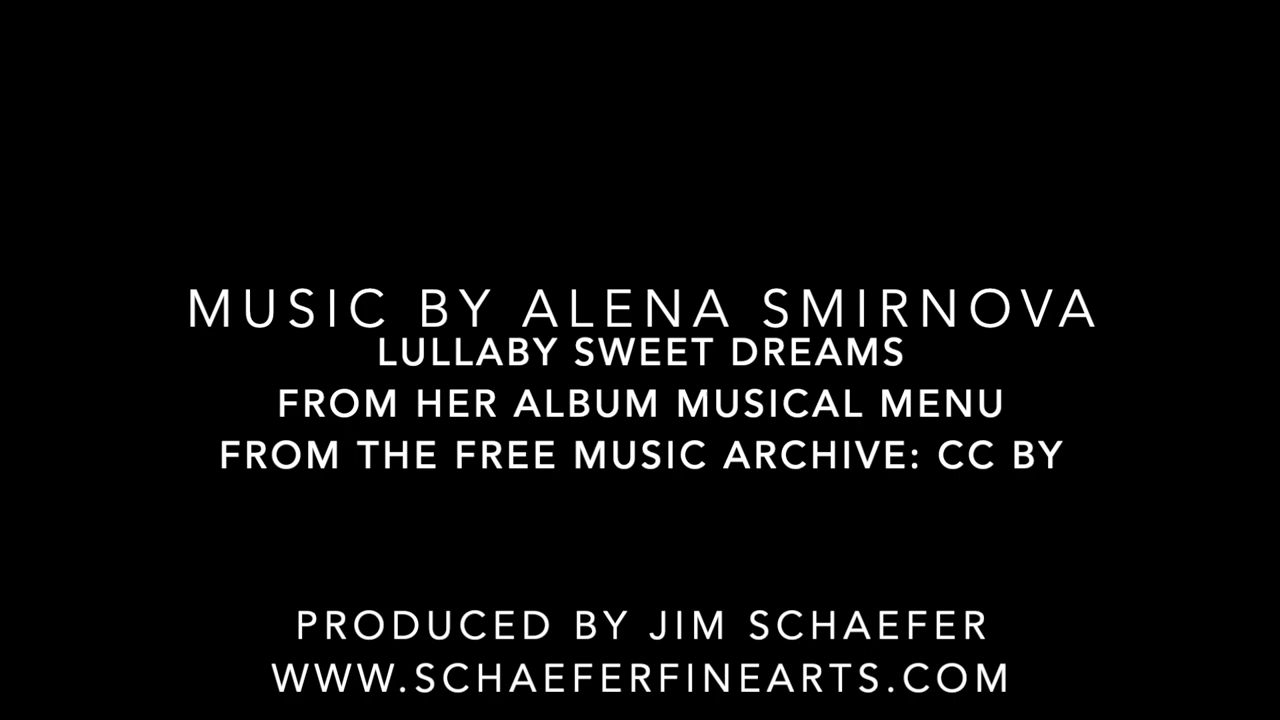 MUSIC BY ALENA SMIRNOVA
LULLABY SWEET DREAMS
FROM HER ALBUM MUSICAL MENU
FROM THE FREE MUSIC ARCHIVE: CC BY
PRODUCED BY JIM SCHAEFER
WWW.SCHAEFERFINEARTS.COM